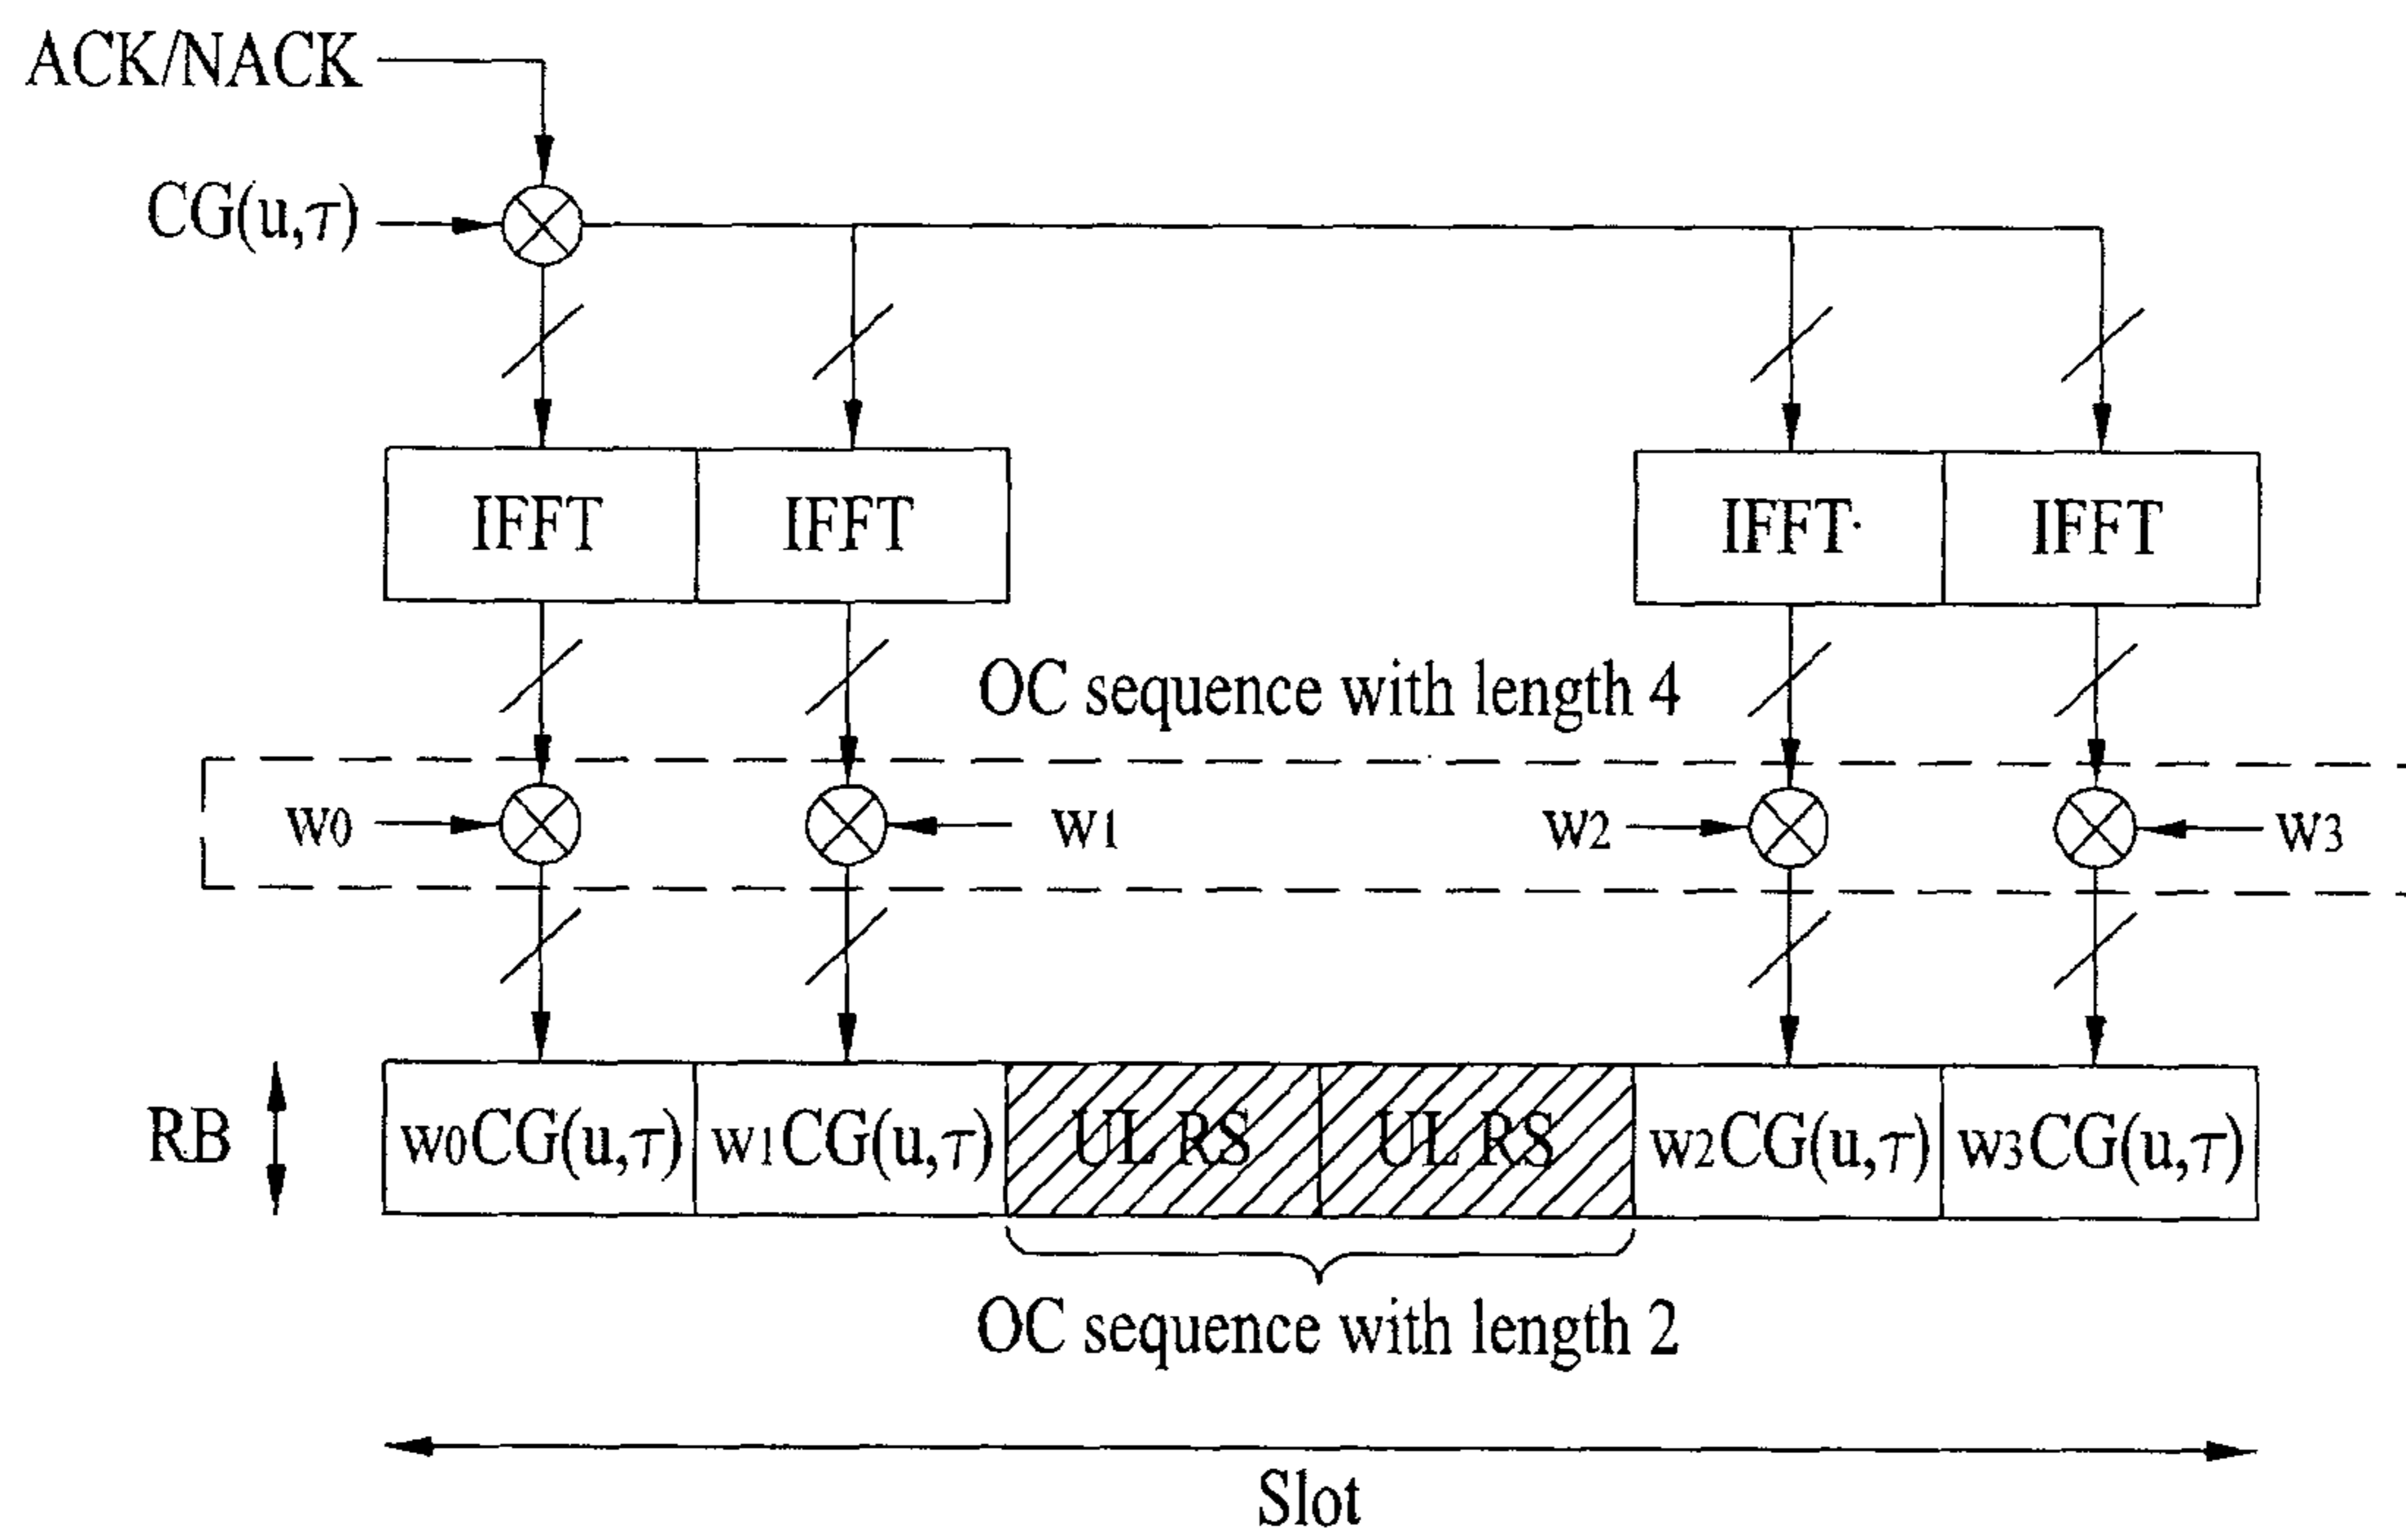 ACK/NACK
CG(u,τ)
IFFT IFFT IFFT IFFT
OC sequence with length 4
w0 w1 w2 w3
RB w0CG(u,τ) w1CG(u,τ) UL RS UL RS w2CG(u,τ) w3CG(u,τ)
OC sequence with length 2
Slot